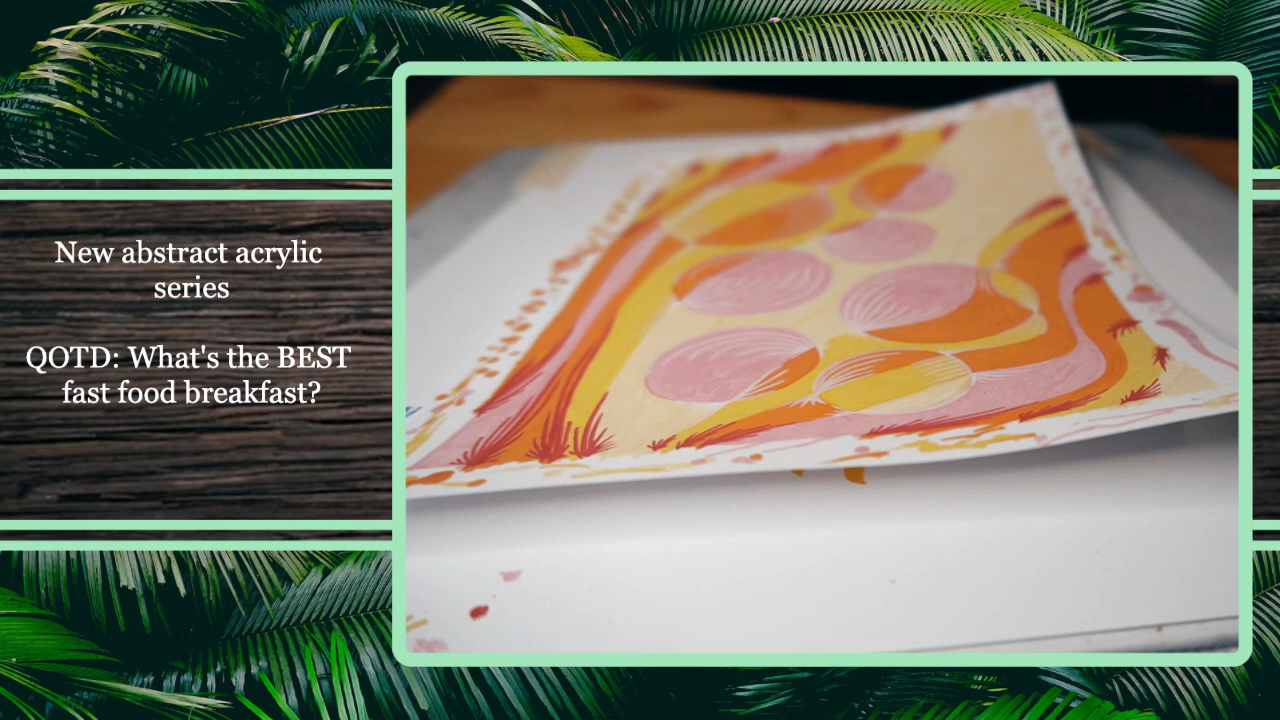 New abstract acrylic
series
QOTD: What's the BEST
fast food breakfast?